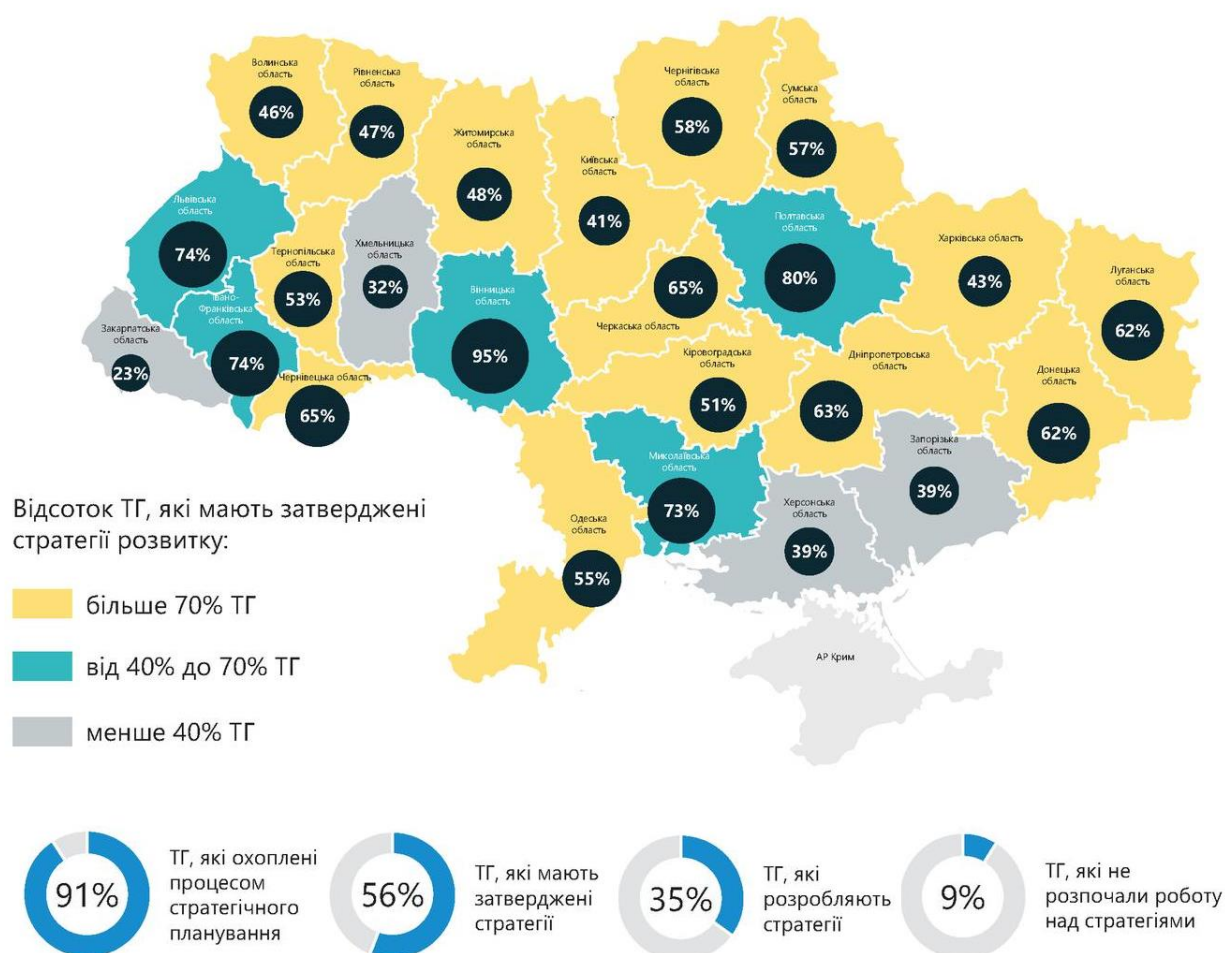 Волинська
область
46%
Рівненська
область
47%
Житомирська
область
48%
Київська
область
41%
Чернігівська
область
58%
Сумська
область
57%
Львівська
область
74%
Тернопільська
область
53%
Хмельницька
область
32%
Вінницька
область
95%
Черкаська область
65%
Полтавська
область
80%
Харківська область
43%
Луганська
область
62%
Закарпатська
область
23%
Івано-
Франківська
область
74%
Чернівецька область
65%
Кіровоградська
область
51%
Дніпропетровська
область
63%
Донецька
область
62%
Одеська
область
55%
Миколаївська
область
73%
Херсонська
область
39%
Запорізька
область
39%
АР Крим
Відсоток ТГ, які мають затверджені
стратегії розвитку:
більше 70% ТГ
від 40% до 70% ТГ
менше 40% ТГ
91%
ТГ, які охоплені
процесом
стратегічного
планування
56%
ТГ, які мають
затверджені
стратегії
35%
ТГ, які
розробляють
стратегії
9%
ТГ, які не
розпочали роботу
над стратегіями